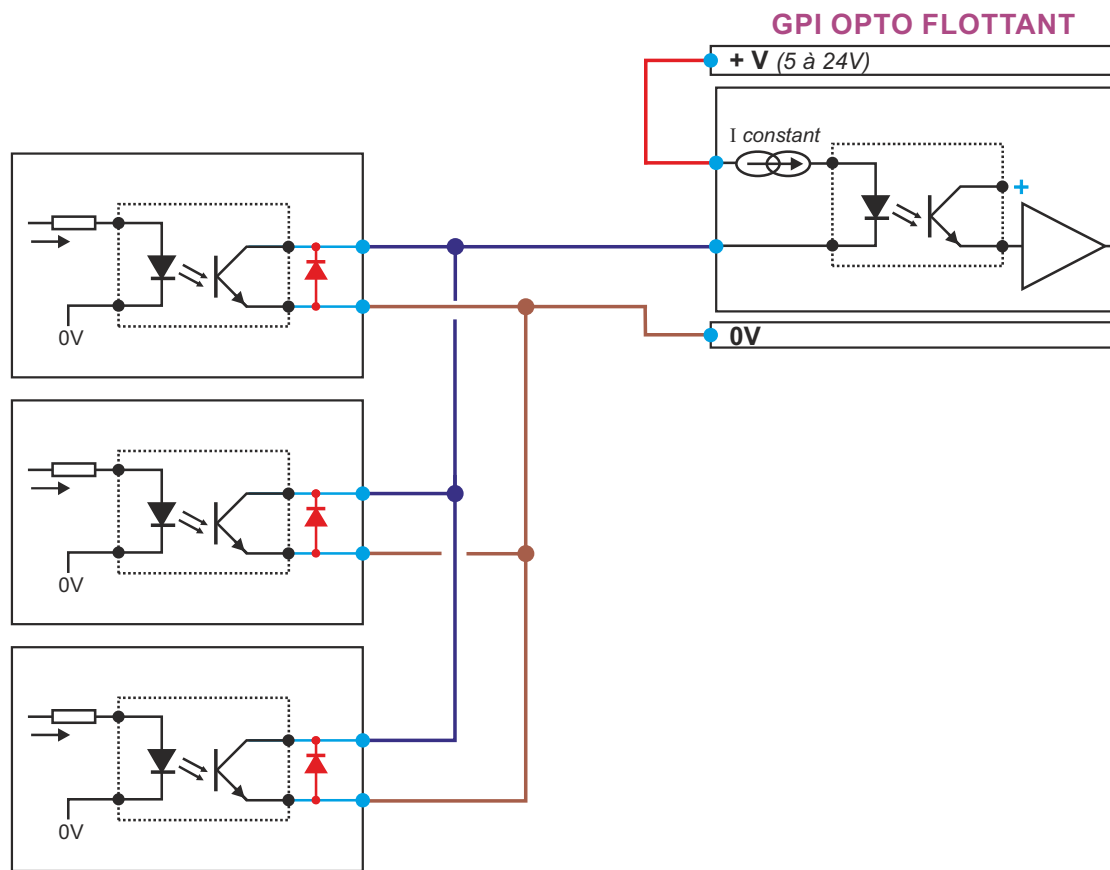 GPI OPTO FLOTTANT
+ V (5 à 24V)
I constant
+
0V
0V
0V
0V